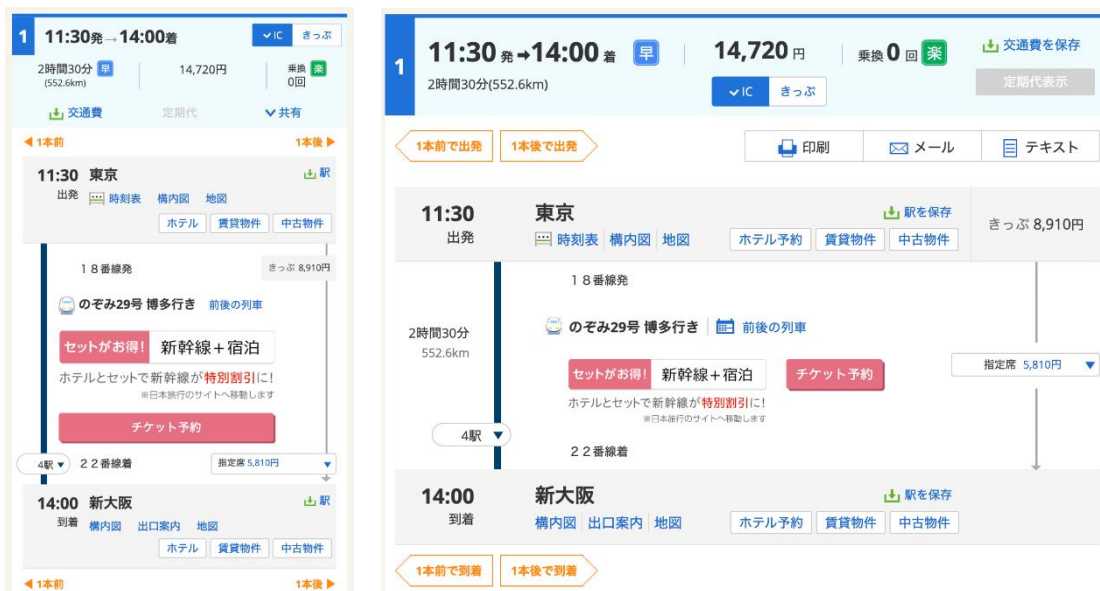 1 11:30発→14:00着 IC きっぷ
2時間30分 早 14,720円 乗換 楽
(552.6km) 0回
交通費 定期代 共有
1本前 1本後
11:30 東京 駅
出発 時刻表 構内図 地図
ホテル 賃貸物件 中古物件
18番線発 きっぷ 8,910円
のぞみ29号 博多行き 前後の列車
セットがお得! 新幹線+宿泊
ホテルとセットで新幹線が特別割引に!
※日本旅行のサイトへ移動します
チケット予約
4駅 22番線着 指定席 5,810円
14:00 新大阪 駅
到着 構内図 出口案内 地図
ホテル 賃貸物件 中古物件
1本前 1本後
1 11:30 発→14:00 着 早 14,720 円 乗換 0 回 楽 交通費を保存
2時間30分(552.6km) IC きっぷ 定期代表示
1本前で出発 1本後で出発 印刷 メール テキスト
11:30 東京 駅を保存 きっぷ 8,910円
出発 時刻表 構内図 地図 ホテル予約 賃貸物件 中古物件
18番線発
2時間30分 のぞみ29号 博多行き 前後の列車
552.6km セットがお得! 新幹線+宿泊 チケット予約 指定席 5,810円
ホテルとセットで新幹線が特別割引に!
※日本旅行のサイトへ移動します
4駅
22番線着
14:00 新大阪 駅を保存
到着 構内図 出口案内 地図 ホテル予約 賃貸物件 中古物件
1本前で到着 1本後で到着